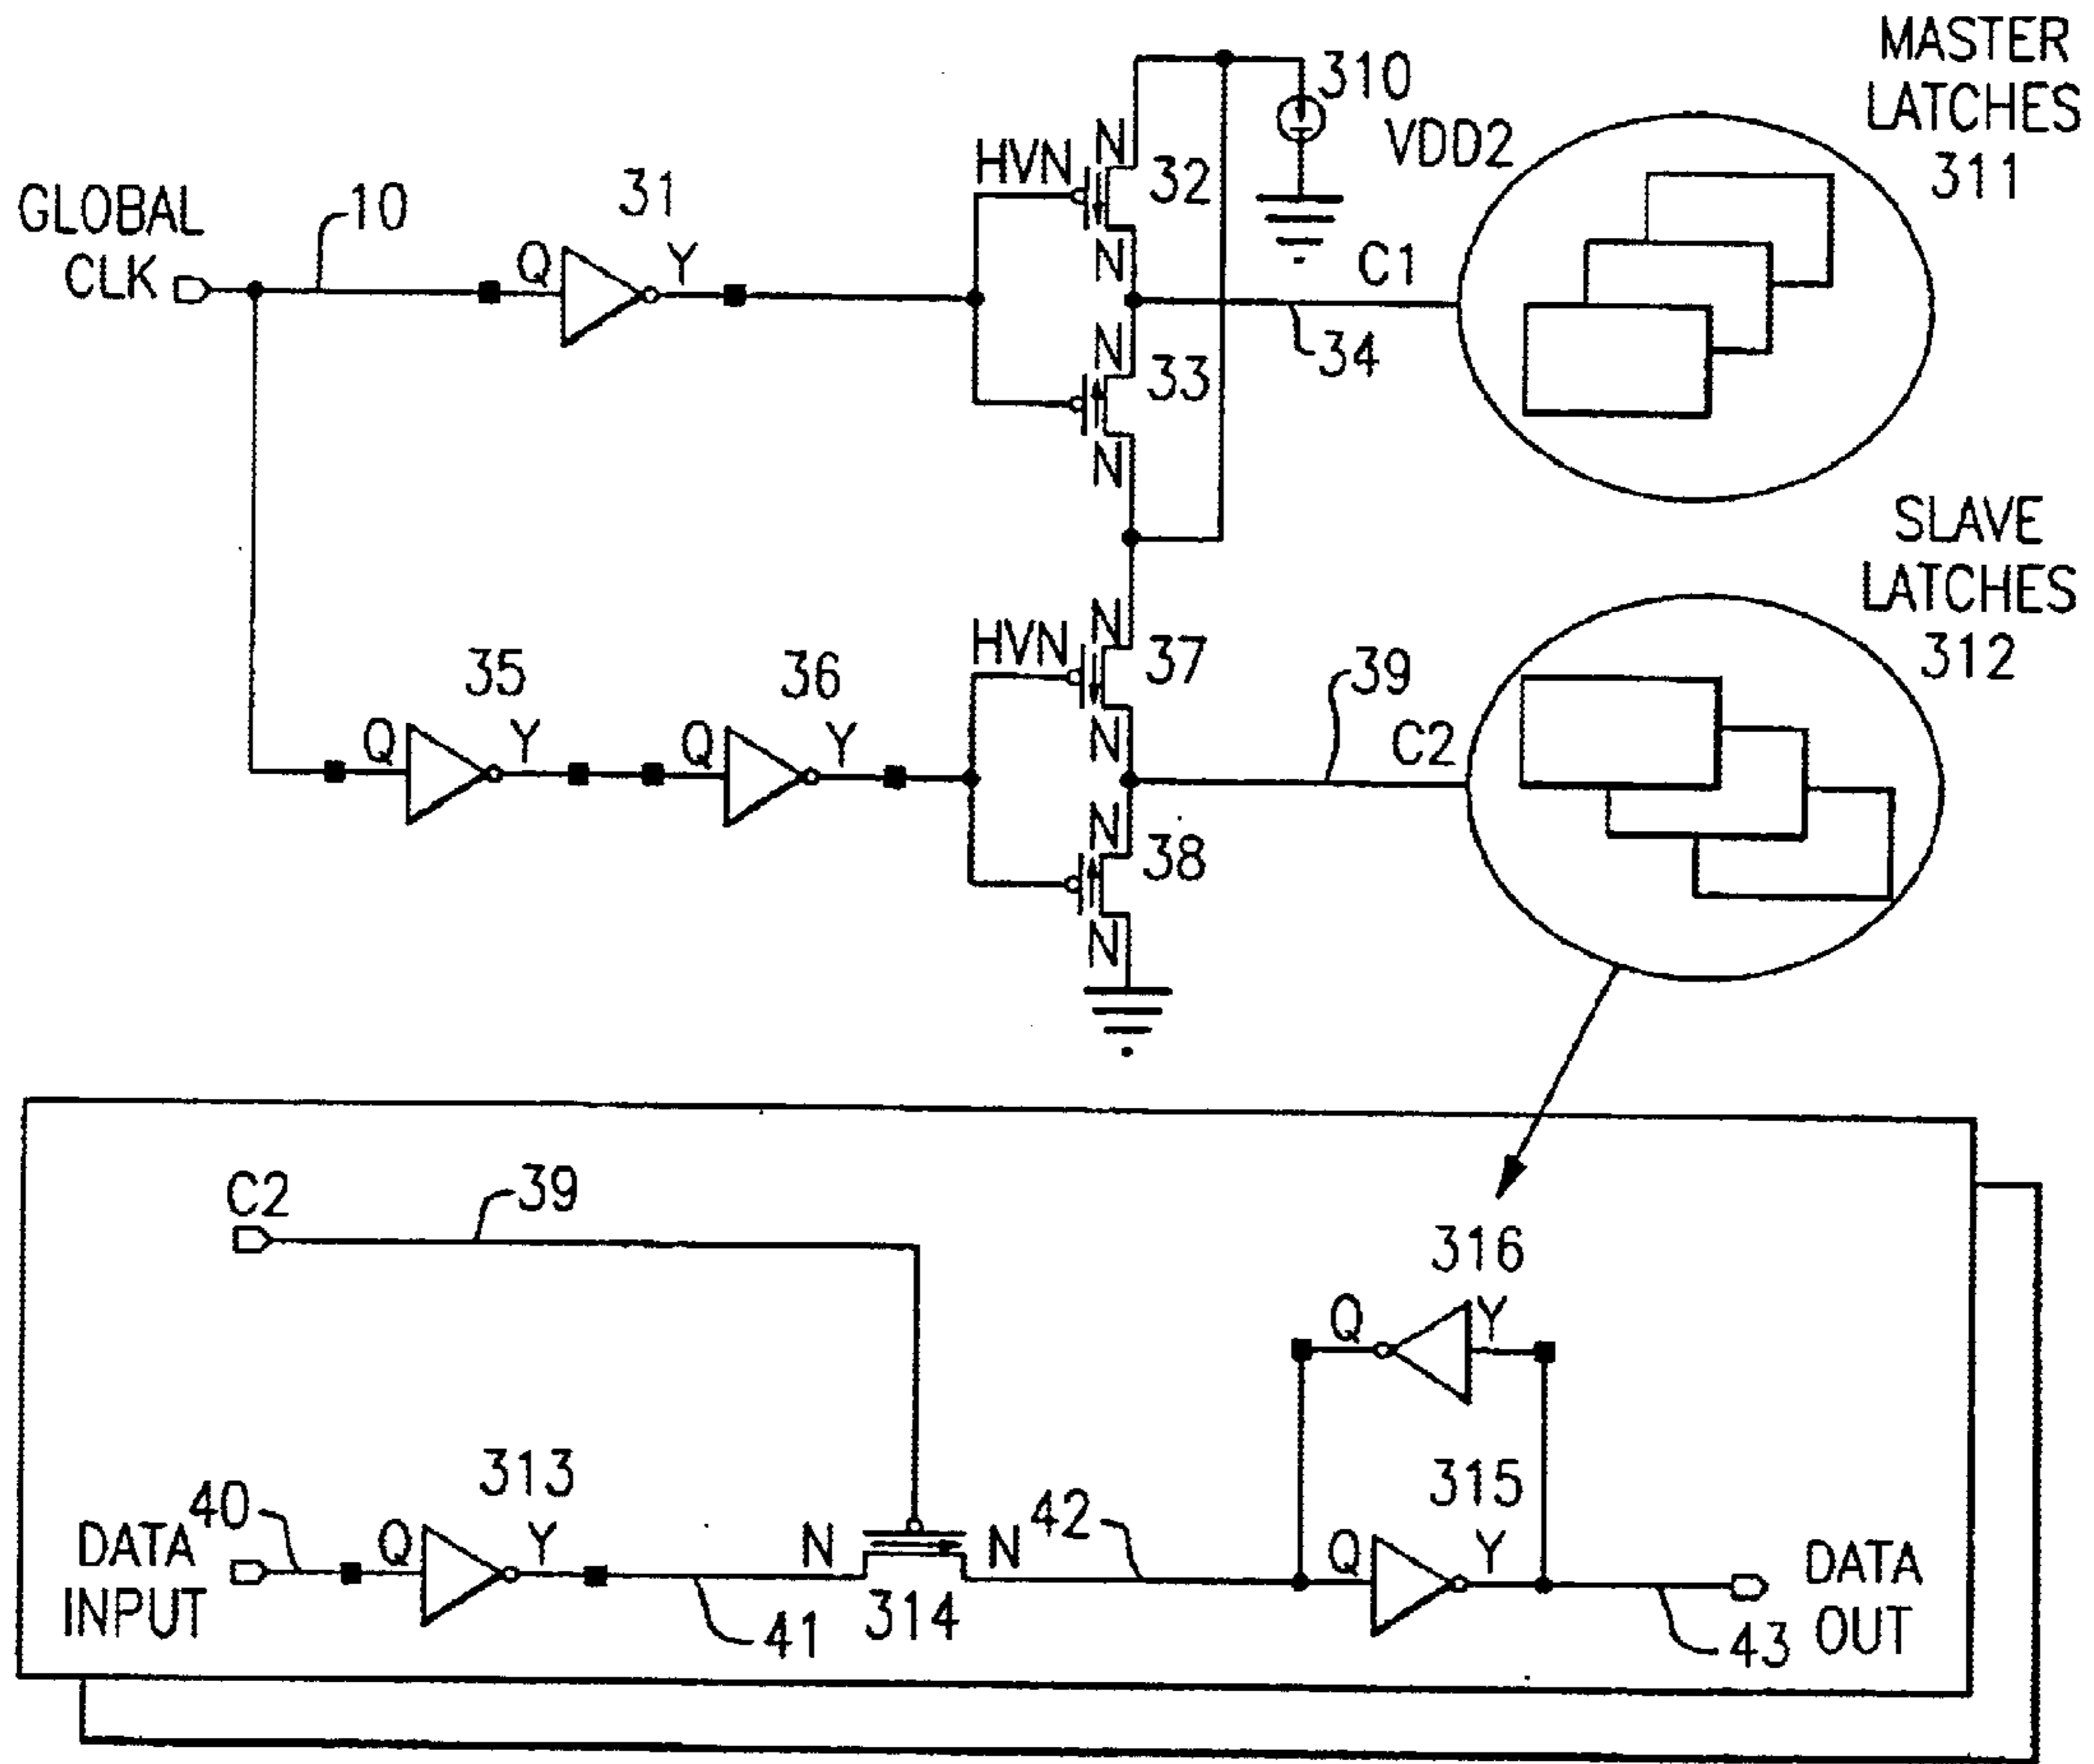 MASTER
LATCHES
311
310
VDD2
HVN
N
32
N
GLOBAL
CLK
10
31
Q
Y
C1
34
N
33
N
SLAVE
LATCHES
312
HVN
N
37
N
39
C2
35
36
Q
Y
Q
Y
N
38
N
C2
39
316
Q
Y
40
313
315
DATA
INPUT
Q
Y
N
N
42
Q
Y
DATA
OUT
41
314
43